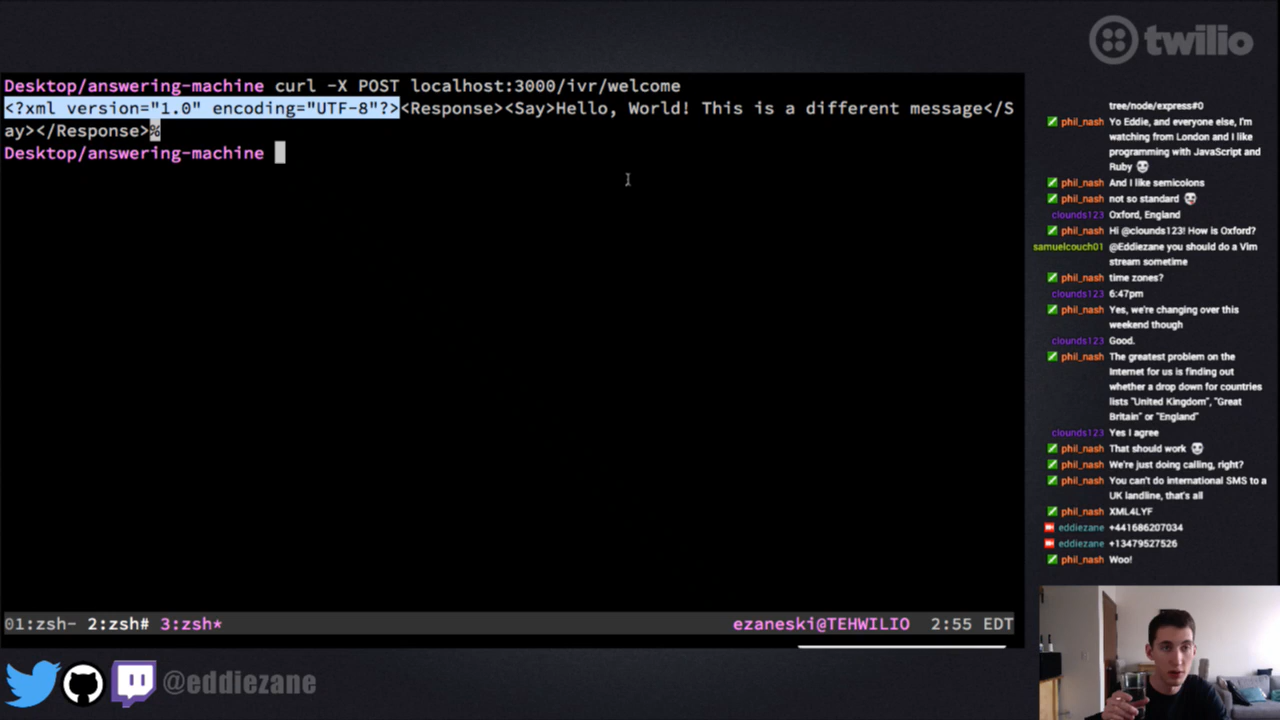 twilio
Desktop/answering-machine curl -X POST localhost:3000/ivr/welcome
<?xml version="1.0" encoding="UTF-8"?><Response><Say>Hello, World! This is a different message</S
ay></Response>%
Desktop/answering-machine
01:zsh- 2:zsh# 3:zsh* ezaneski@TEHWILIO 2:55 EDT
tree/node/express#0
phil_nash Yo Eddie, and everyone else, I'm
watching from London and I like
programming with JavaScript and
Ruby
phil_nash And I like semicolons
phil_nash not so standard
clounds123 Oxford, England
phil_nash Hi @clounds123! How is Oxford?
samuelcouch01 @Eddiezane you should do a Vim
stream sometime
phil_nash time zones?
clounds123 6:47pm
phil_nash Yes, we're changing over this
weekend though
clounds123 Good.
phil_nash The greatest problem on the
Internet for us is finding out
whether a drop down for countries
lists "United Kingdom", "Great
Britain" or "England"
clounds123 Yes I agree
phil_nash That should work
phil_nash We're just doing calling, right?
phil_nash You can't do international SMS to a
UK landline, that's all
phil_nash XML4LYF
eddiezane +441686207034
eddiezane +13479527526
phil_nash Woo!
@eddiezane